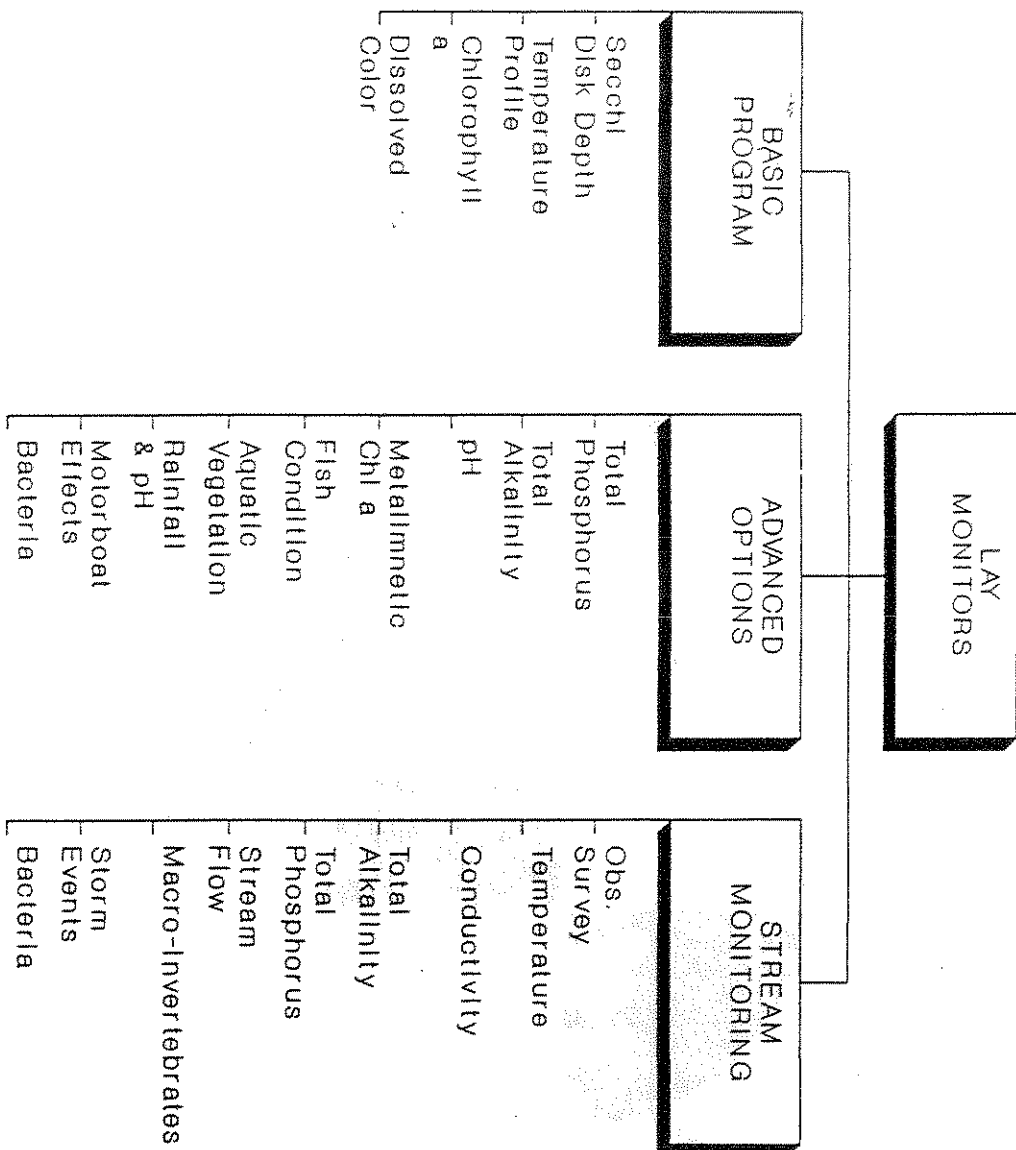 LAY
MONITORS
BASIC
PROGRAM
Secchi
Disk Depth
Temperature
Profile
Chlorophyll
a
Dissolved
Color
ADVANCED
OPTIONS
Total
Phosphorus
Total
Alkalinity
pH
Metalimnetic
Chl a
Fish
Condition
Aquatic
Vegetation
Rainfall
& pH
Motorboat
Effects
Bacteria
STREAM
MONITORING
Obs.
Survey
Temperature
Conductivity
Total
Alkalinity
Total
Phosphorus
Stream
Flow
Macro-Invertebrates
Storm
Events
Bacteria